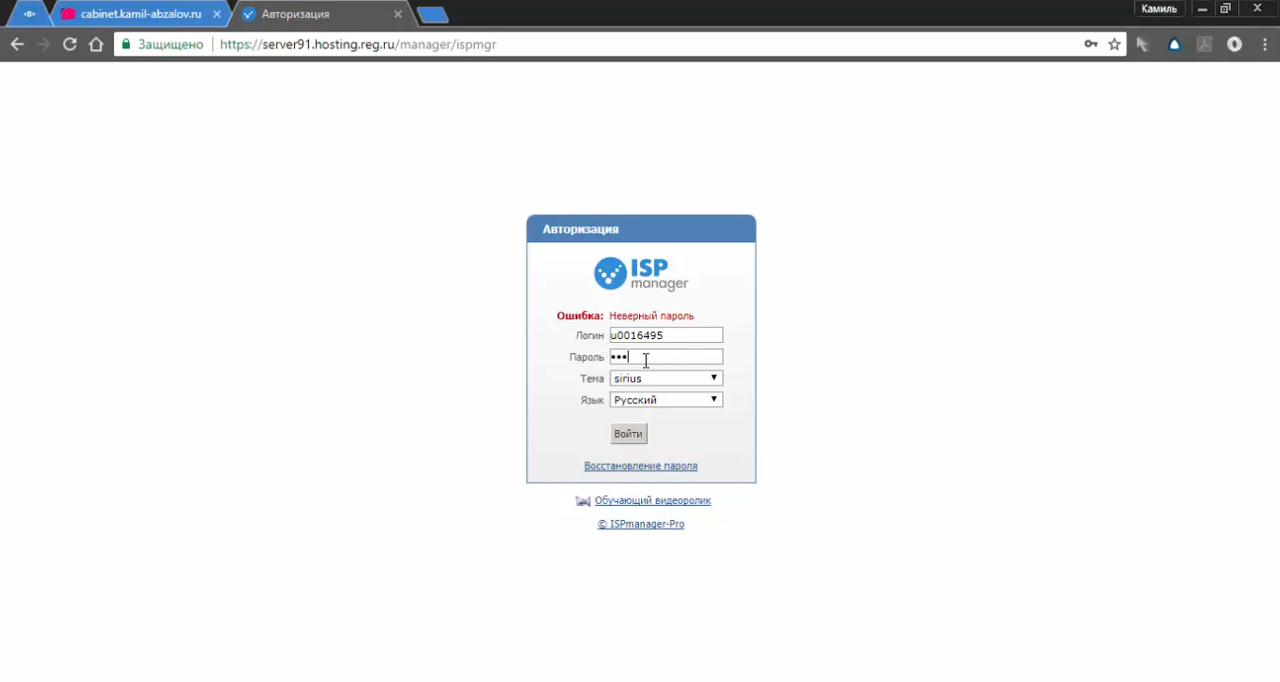 cabinet.kamil-abzalov.ru
Авторизация
Камиль
Защищено
https://server91.hosting.reg.ru/manager/ispmgr
Авторизация
ISP
manager
Ошибка: Неверный пароль
Логин u0016495
Пароль •••
Тема sirius
Язык Русский
Войти
Восстановление пароля
Обучающий видеоролик
© ISPmanager-Pro